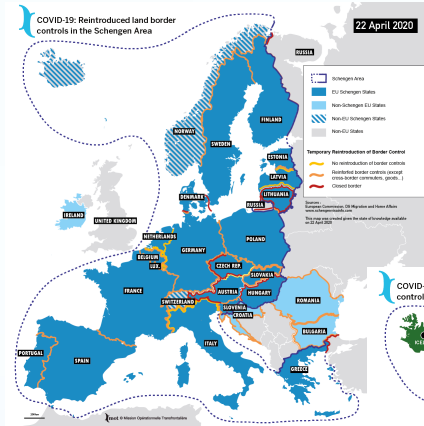 COVID-19: Reintroduced land border
controls in the Schengen Area
22 April 2020
RUSSIA
Schengen Area
EU Schengen States
Non-Schengen EU States
Non-EU Schengen States
Non-EU States
Temporary Reintroduction of Border Control
No reintroduction of border controls
Reinforced border controls (except
cross-border commuters, goods...)
Closed border
Sources :
European Commission, DG Migration and Home Affairs
www.schengenvisainfo.com
This map was created given the state of knowledge available
on 22 April 2020
NORWAY
SWEDEN
FINLAND
ESTONIA
LATVIA
LITHUANIA
RUSSIA
DENMARK
IRELAND
UNITED KINGDOM
NETHERLANDS
BELGIUM
LUX.
GERMANY
POLAND
CZECH REP.
SLOVAKIA
FRANCE
SWITZERLAND
AUSTRIA
HUNGARY
SLOVENIA
CROATIA
ROMANIA
BULGARIA
ITALY
PORTUGAL
SPAIN
GREECE
COVID-
control
ICE
mot © Mission Opérationnelle Transfrontalière